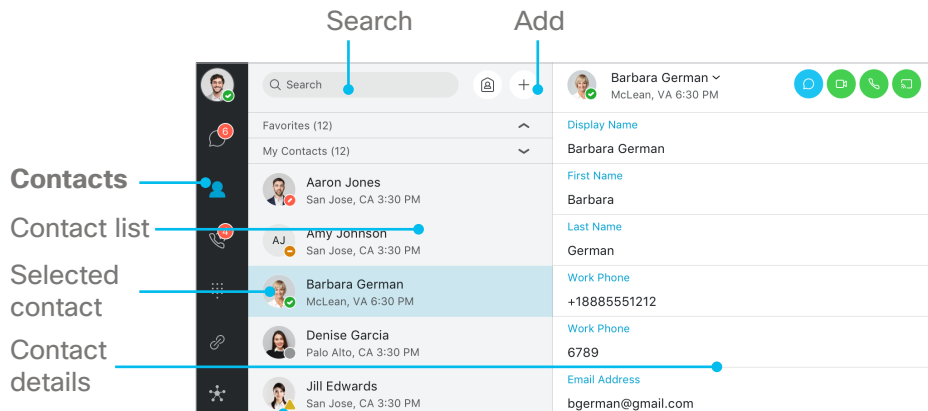 Search
Add
Search
Barbara German
McLean, VA 6:30 PM
6
Favorites (12)
My Contacts (12)
Display Name
Barbara German
Contacts
Aaron Jones
San Jose, CA 3:30 PM
First Name
Barbara
Contact list
4
AJ
Amy Johnson
San Jose, CA 3:30 PM
Last Name
German
Selected
contact
Barbara German
McLean, VA 6:30 PM
Work Phone
+18885551212
Contact
details
Denise Garcia
Palo Alto, CA 3:30 PM
Work Phone
6789
Jill Edwards
San Jose, CA 3:30 PM
Email Address
bgerman@gmail.com